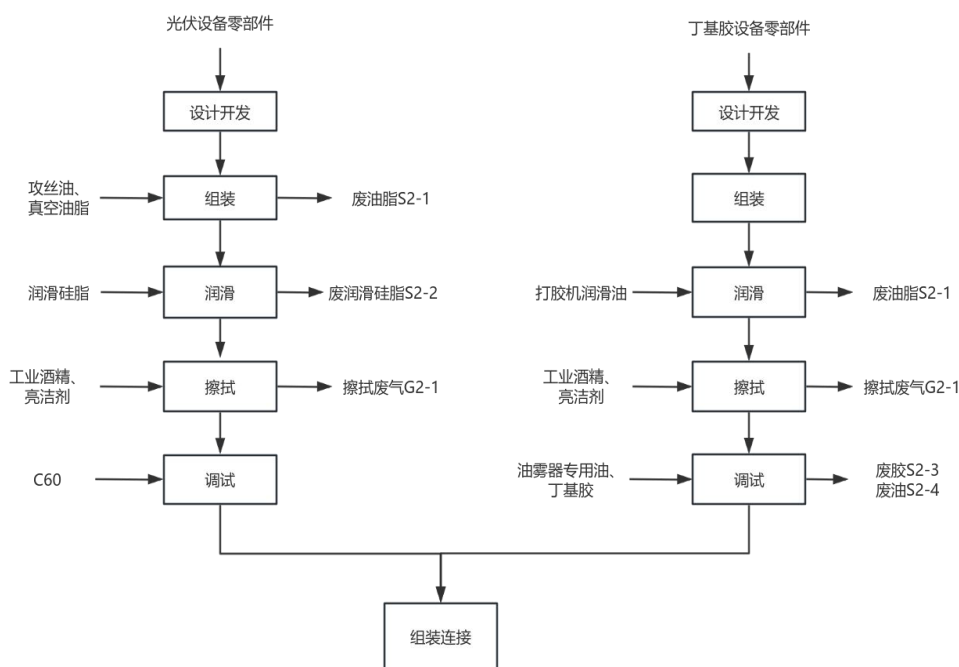 光伏设备零部件
丁基胶设备零部件
设计开发
设计开发
攻丝油、
真空油脂
组装
废油脂S2-1
组装
润滑硅脂
润滑
废润滑硅脂S2-2
打胶机润滑油
润滑
废油脂S2-1
工业酒精、
亮洁剂
擦拭
擦拭废气G2-1
工业酒精、
亮洁剂
擦拭
擦拭废气G2-1
C60
调试
油雾器专用油、
丁基胶
调试
废胶S2-3
废油S2-4
组装连接